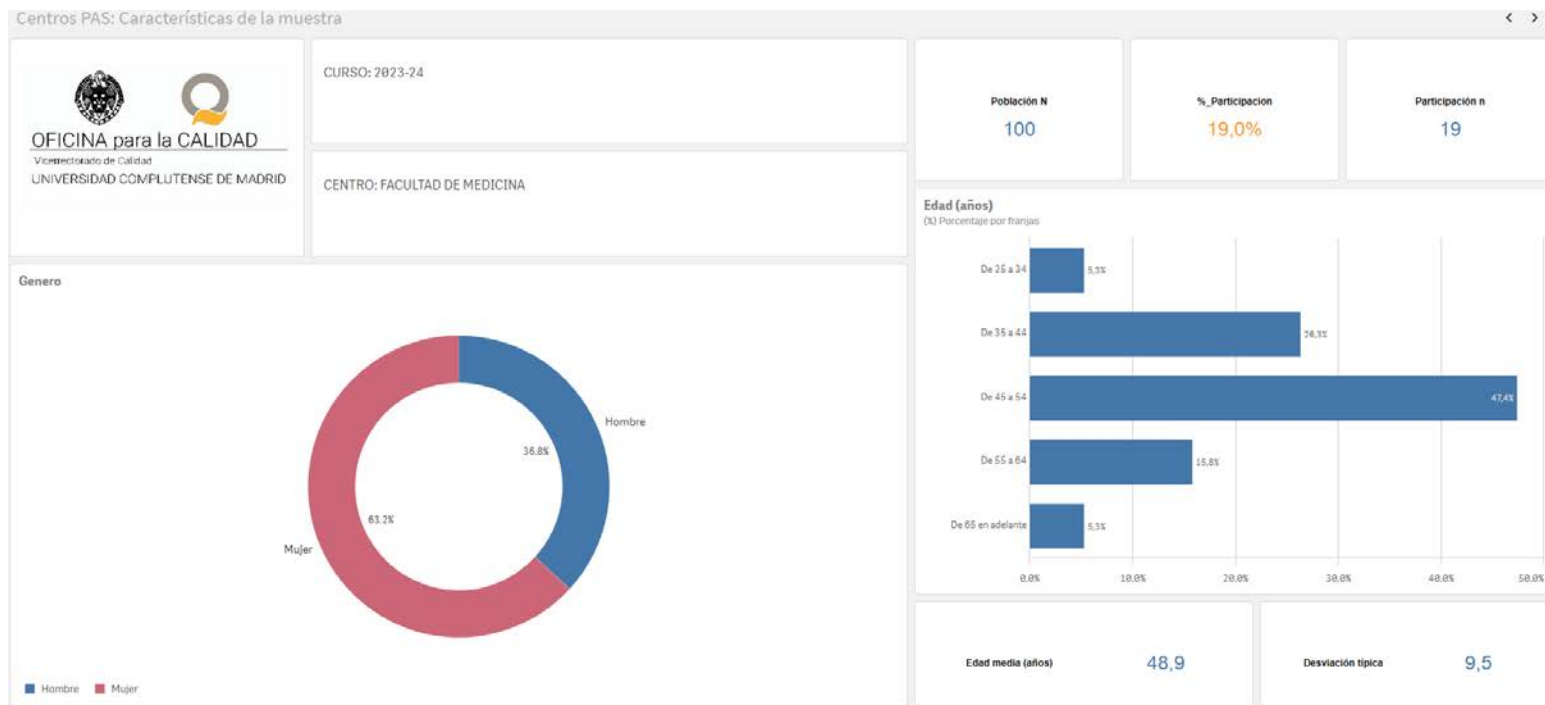 Centros PAS: Características de la muestra
OFICINA para la CALIDAD
Vicerrectorado de Calidad
UNIVERSIDAD COMPLUTENSE DE MADRID
CURSO: 2023-24
CENTRO: FACULTAD DE MEDICINA
Población N
100
%_Participacion
19,0%
Participación n
19
Genero
Hombre
36.8%
63.2%
Mujer
Hombre
Mujer
Edad (años)
(%) Porcentaje por franjas
De 25 a 34
5,3%
De 35 a 44
26,3%
De 45 a 54
47,4%
De 55 a 64
15,8%
De 65 en adelante
5,3%
0.0% 10.0% 20.0% 30.0% 40.0% 50.0%
Edad media (años)
48,9
Desviación típica
9,5